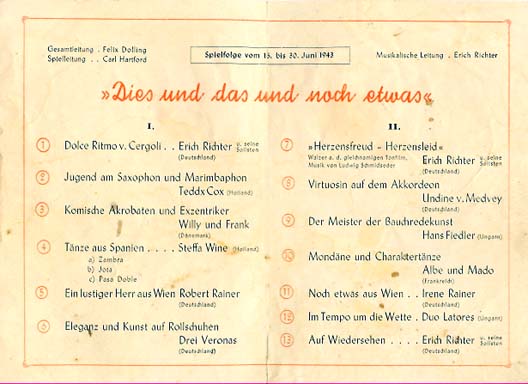 Gesamtleitung . Felix Dolling
Spielleitung . . Carl Hartford
Spielfolge vom 15. bis 30. Juni 1943
Musikalische Leitung . Erich Richter
»Dies und das und noch etwas«
I.
1 Dolce Ritmo v. Cergoli . . Erich Richter u. seine Solisten
(Deutschland)
2 Jugend am Saxophon und Marimbaphon
Tedd x Cox (Holland)
3 Komische Akrobaten und Exzentriker
Willy und Frank
(Dänemark)
4 Tänze aus Spanien . . . . Steffa Wine (Holland)
a) Zambra
b) Jota
c) Pasa Doble
5 Ein lustiger Herr aus Wien Robert Rainer
(Deutschland)
6 Eleganz und Kunst auf Rollschuhen
Drei Veronas
(Deutschland)
II.
7 »Herzensfreud – Herzensleid«
Walzer a. d. gleichnamigen Tonfilm,
Musik von Ludwig Schmidseder
Erich Richter u. seine Solisten
(Deutschland)
8 Virtuosin auf dem Akkordeon
Undine v. Medvey
(Deutschland)
9 Der Meister der Bauchredekunst
Hans Fiedler (Ungarn)
10 Mondäne und Charaktertänze
Albe und Mado
(Frankreich)
11 Noch etwas aus Wien . . Irene Rainer
(Deutschland)
12 Im Tempo um die Wette . Duo Latores (Ungarn)
13 Auf Wiedersehen . . . . Erich Richter u. seine Solisten
(Deutschland)